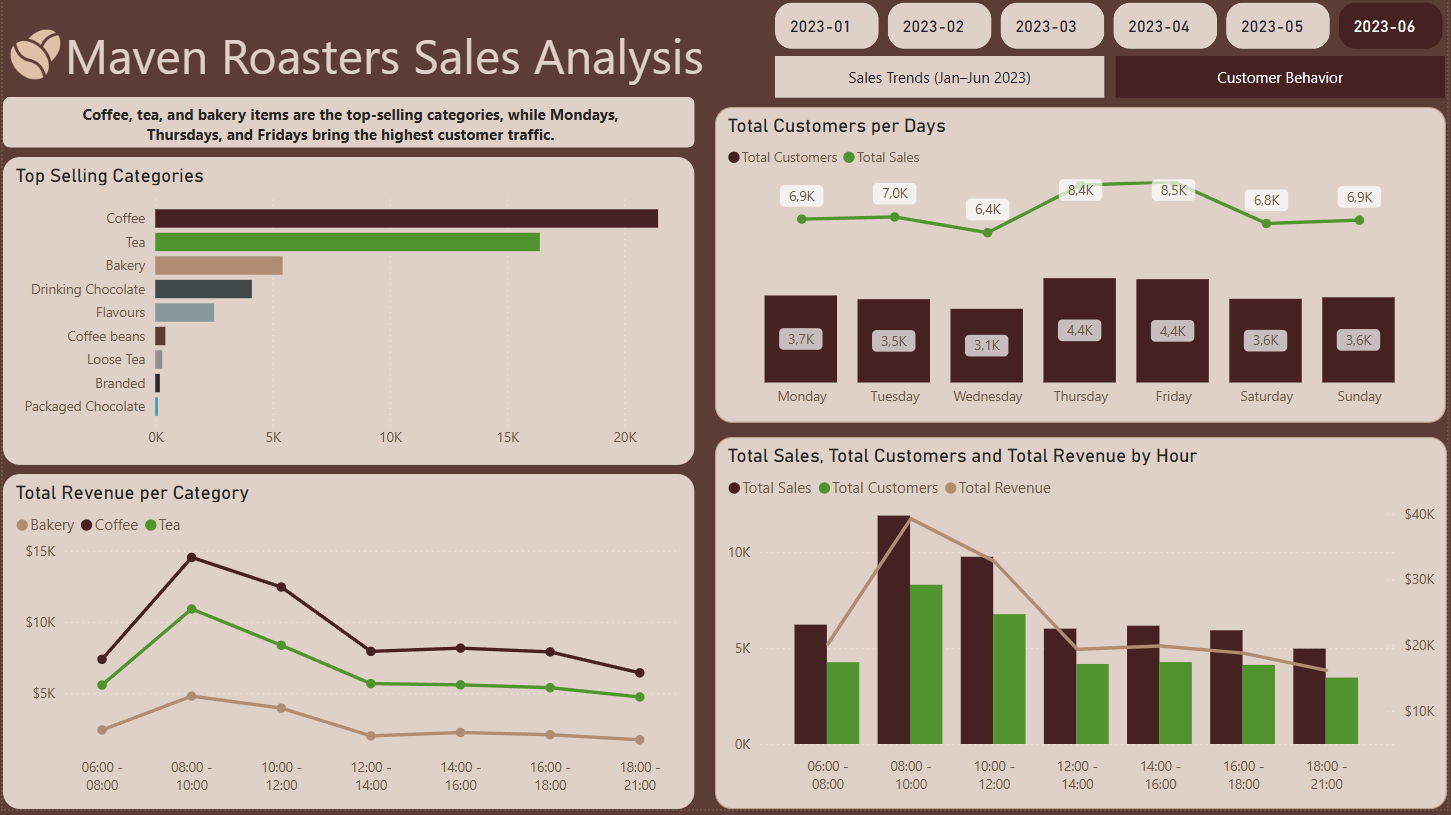 Maven Roasters Sales Analysis
2023-01
2023-02
2023-03
2023-04
2023-05
2023-06
Sales Trends (Jan–Jun 2023)
Customer Behavior
Coffee, tea, and bakery items are the top-selling categories, while Mondays,
Thursdays, and Fridays bring the highest customer traffic.
Top Selling Categories
Coffee
Tea
Bakery
Drinking Chocolate
Flavours
Coffee beans
Loose Tea
Branded
Packaged Chocolate
0K 5K 10K 15K 20K
Total Customers per Days
Total Customers Total Sales
6,9K 7,0K 6,4K 8,4K 8,5K 6,8K 6,9K
3,7K 3,5K 3,1K 4,4K 4,4K 3,6K 3,6K
Monday Tuesday Wednesday Thursday Friday Saturday Sunday
Total Revenue per Category
Bakery Coffee Tea
$15K
$10K
$5K
06:00 - 08:00 - 10:00 - 12:00 - 14:00 - 16:00 - 18:00 -
08:00 10:00 12:00 14:00 16:00 18:00 21:00
Total Sales, Total Customers and Total Revenue by Hour
Total Sales Total Customers Total Revenue
10K
5K
0K
$40K
$30K
$20K
$10K
06:00 - 08:00 - 10:00 - 12:00 - 14:00 - 16:00 - 18:00 -
08:00 10:00 12:00 14:00 16:00 18:00 21:00